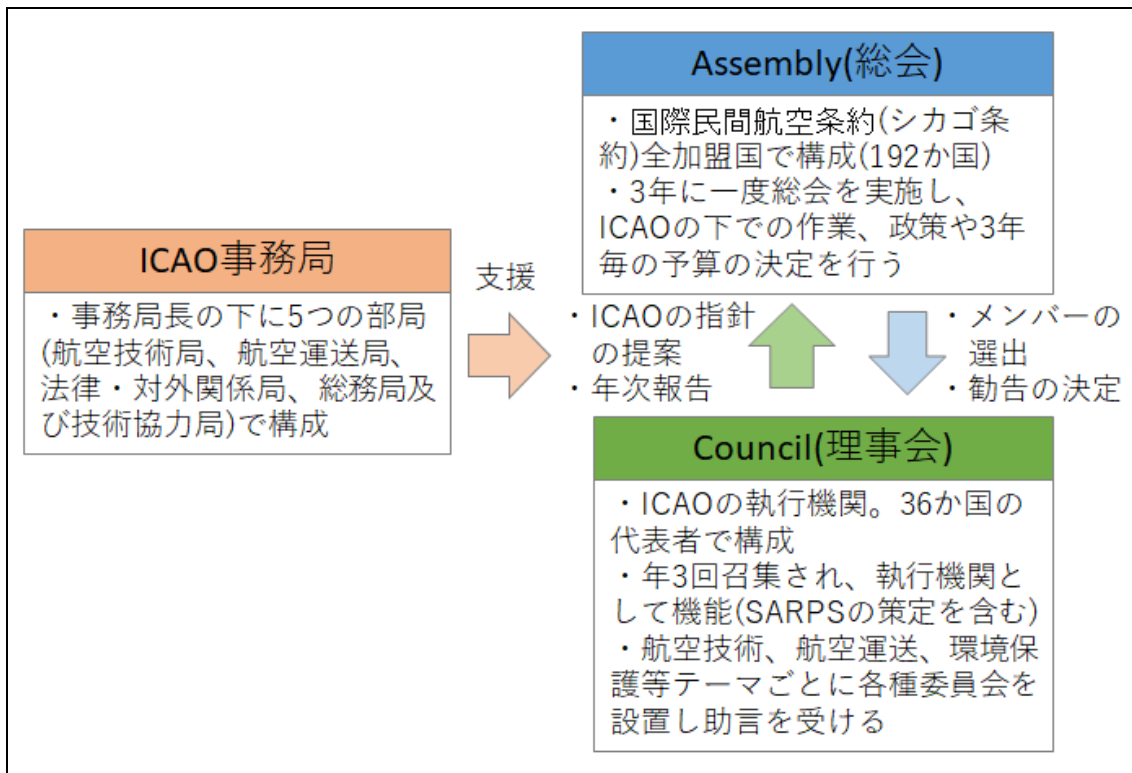 Assembly(総会)
・国際民間航空条約(シカゴ条
約)全加盟国で構成(192か国)
・3年に一度総会を実施し、
ICAOの下での作業、政策や3年
毎の予算の決定を行う
ICAO事務局
・事務局長の下に5つの部局
(航空技術局、航空運送局、
法律・対外関係局、総務局及
び技術協力局)で構成
支援
・ICAOの指針
の提案
・年次報告
・メンバーの
選出
・勧告の決定
Council(理事会)
・ICAOの執行機関。36か国の
代表者で構成
・年3回召集され、執行機関と
して機能(SARPSの策定を含む)
・航空技術、航空運送、環境保
護等テーマごとに各種委員会を
設置し助言を受ける